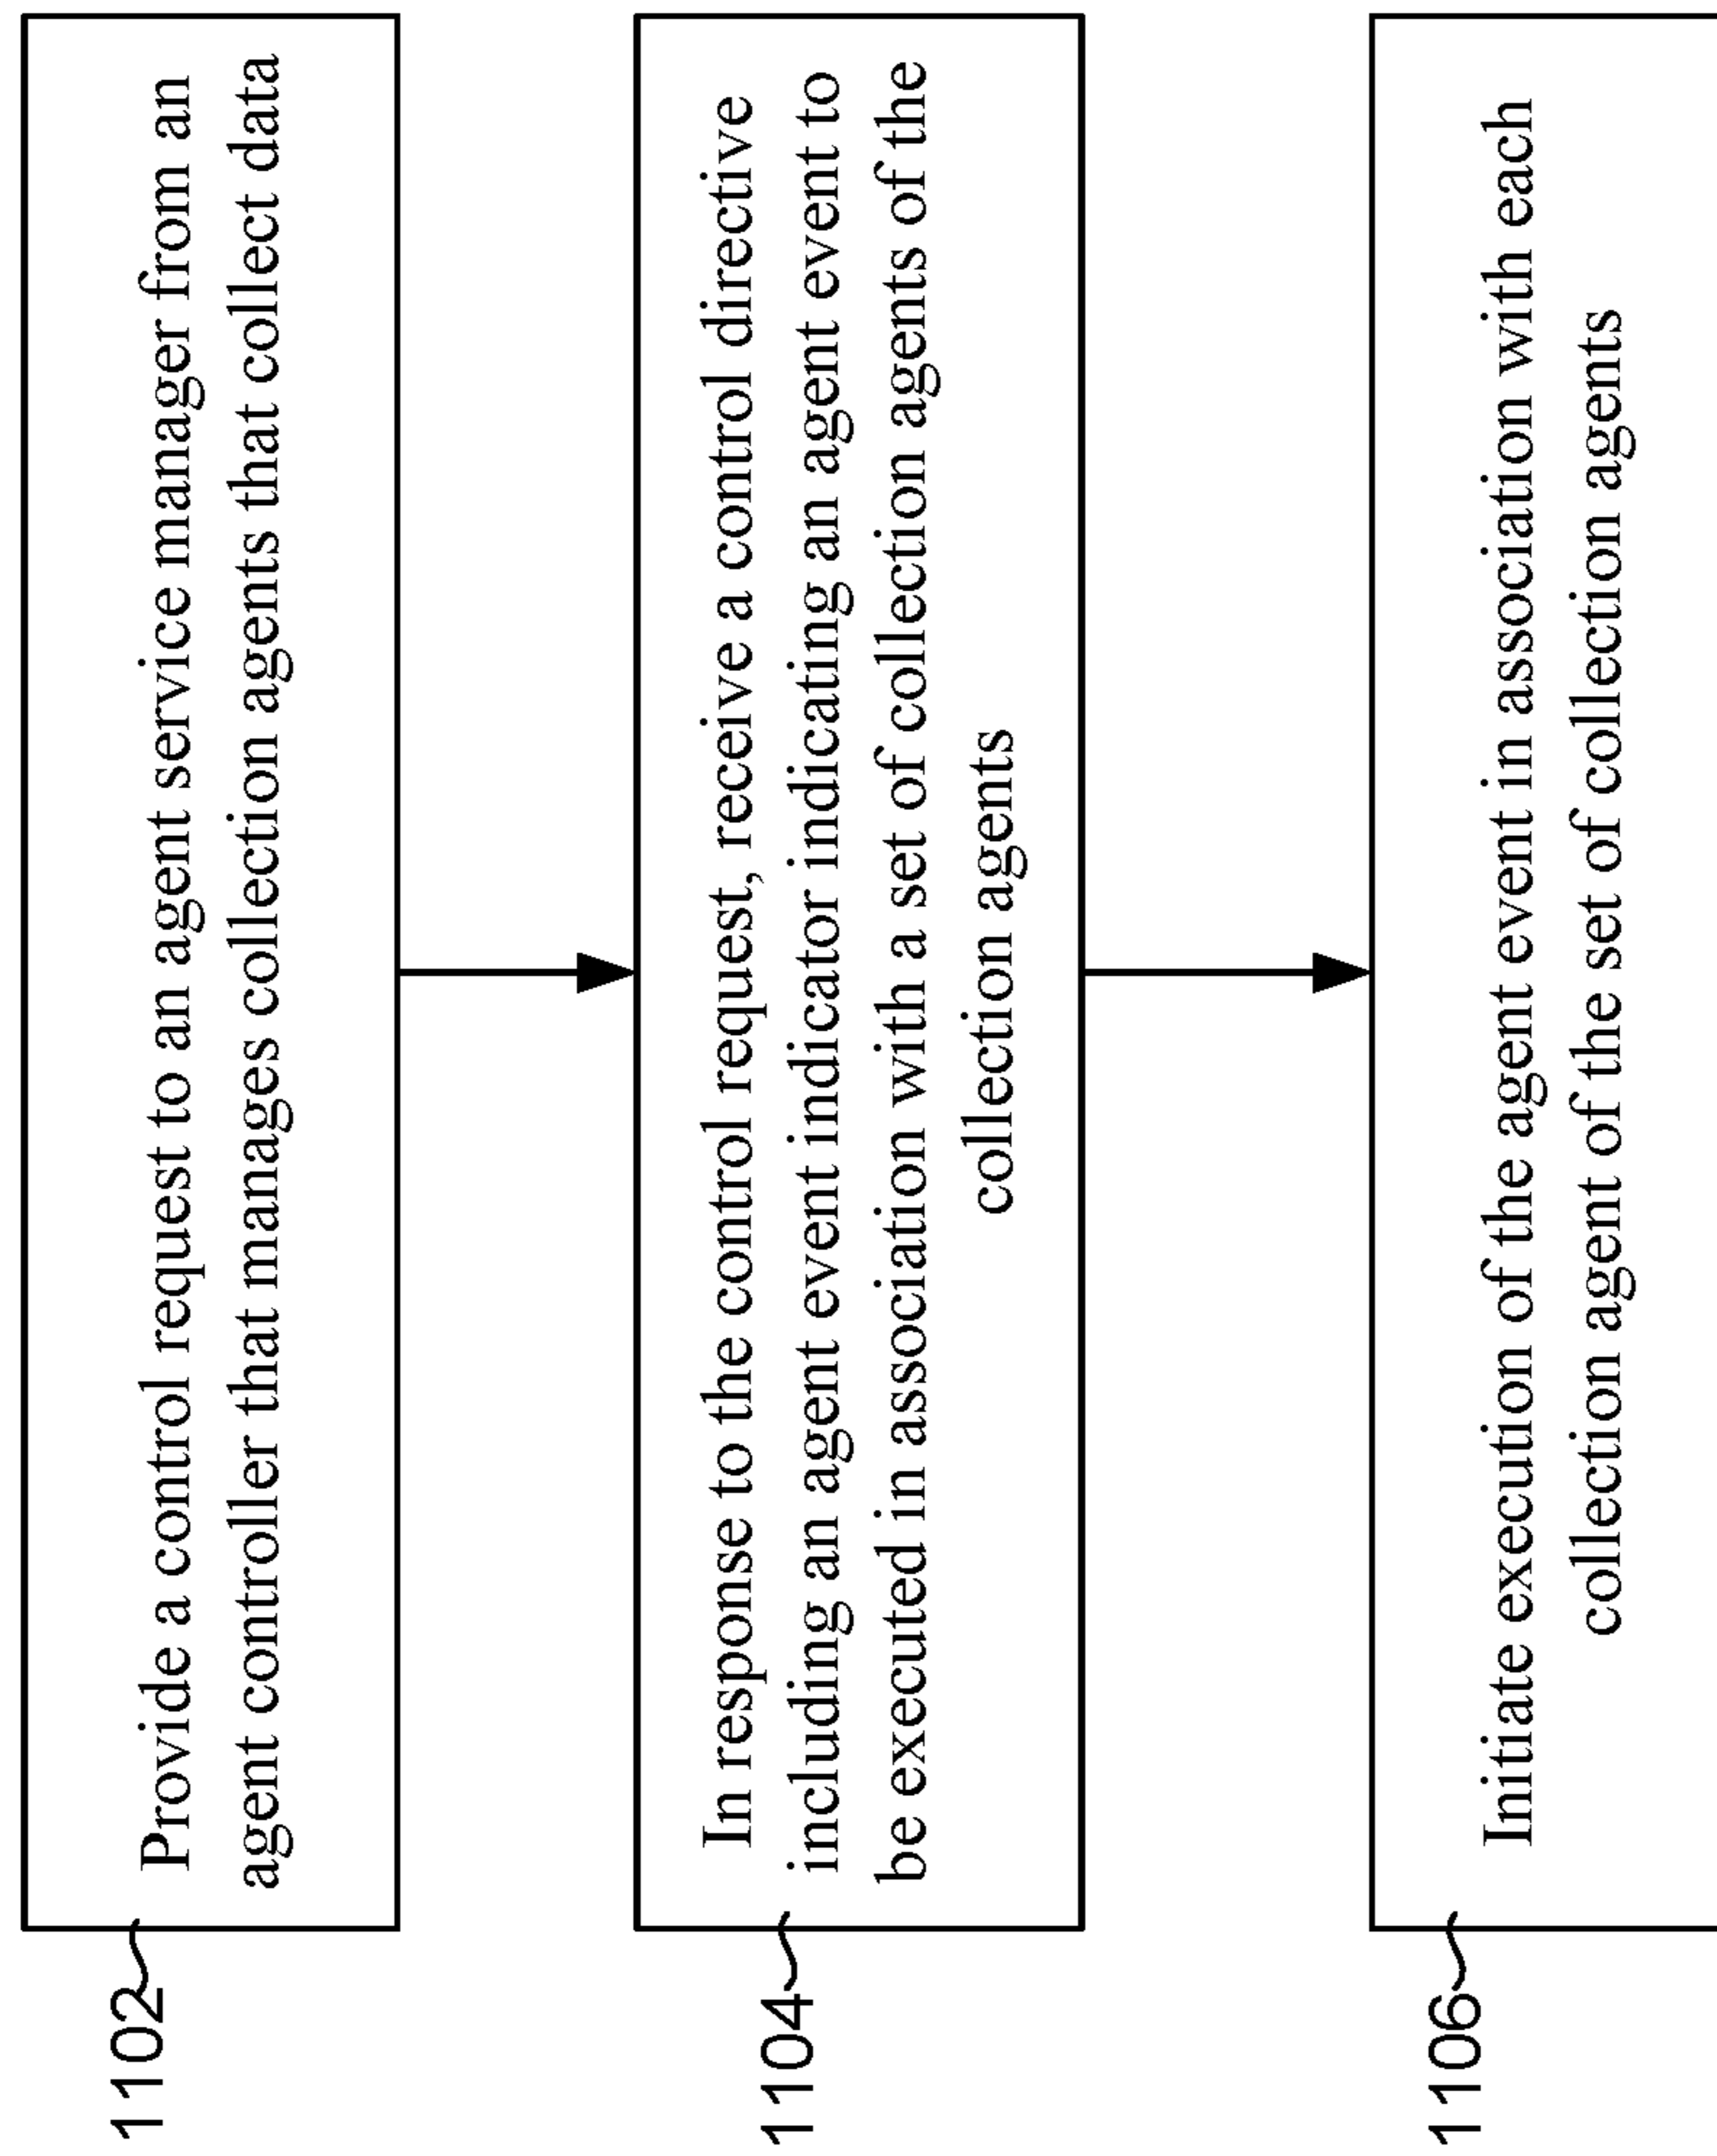 1102
Provide a control request to an agent service manager from an
agent controller that manages collection agents that collect data
1104
In response to the control request, receive a control directive
including an agent event indicator indicating an agent event to
be executed in association with a set of collection agents of the
collection agents
1106
Initiate execution of the agent event in association with each
collection agent of the set of collection agents